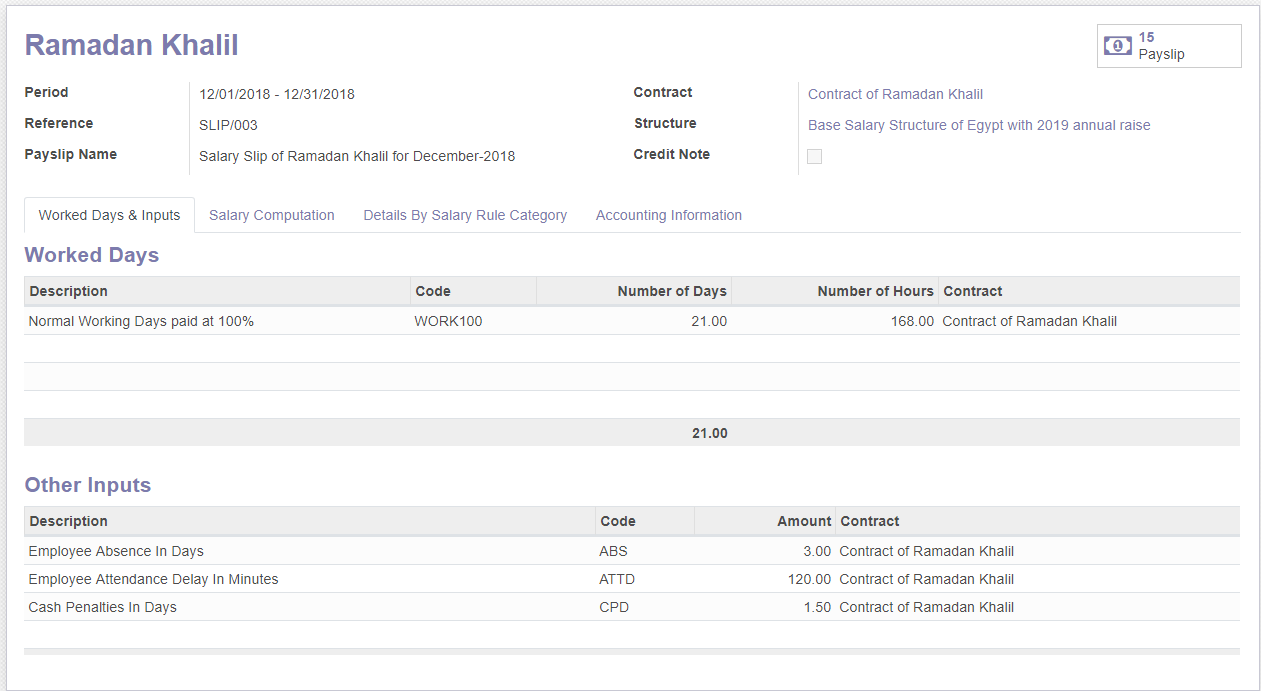 Ramadan Khalil
15
Payslip
Period 12/01/2018 - 12/31/2018 Contract Contract of Ramadan Khalil
Reference SLIP/003 Structure Base Salary Structure of Egypt with 2019 annual raise
Payslip Name Salary Slip of Ramadan Khalil for December-2018 Credit Note
Worked Days & Inputs Salary Computation Details By Salary Rule Category Accounting Information
Worked Days
Description Code Number of Days Number of Hours Contract
Normal Working Days paid at 100% WORK100 21.00 168.00 Contract of Ramadan Khalil
21.00
Other Inputs
Description Code Amount Contract
Employee Absence In Days ABS 3.00 Contract of Ramadan Khalil
Employee Attendance Delay In Minutes ATTD 120.00 Contract of Ramadan Khalil
Cash Penalties In Days CPD 1.50 Contract of Ramadan Khalil